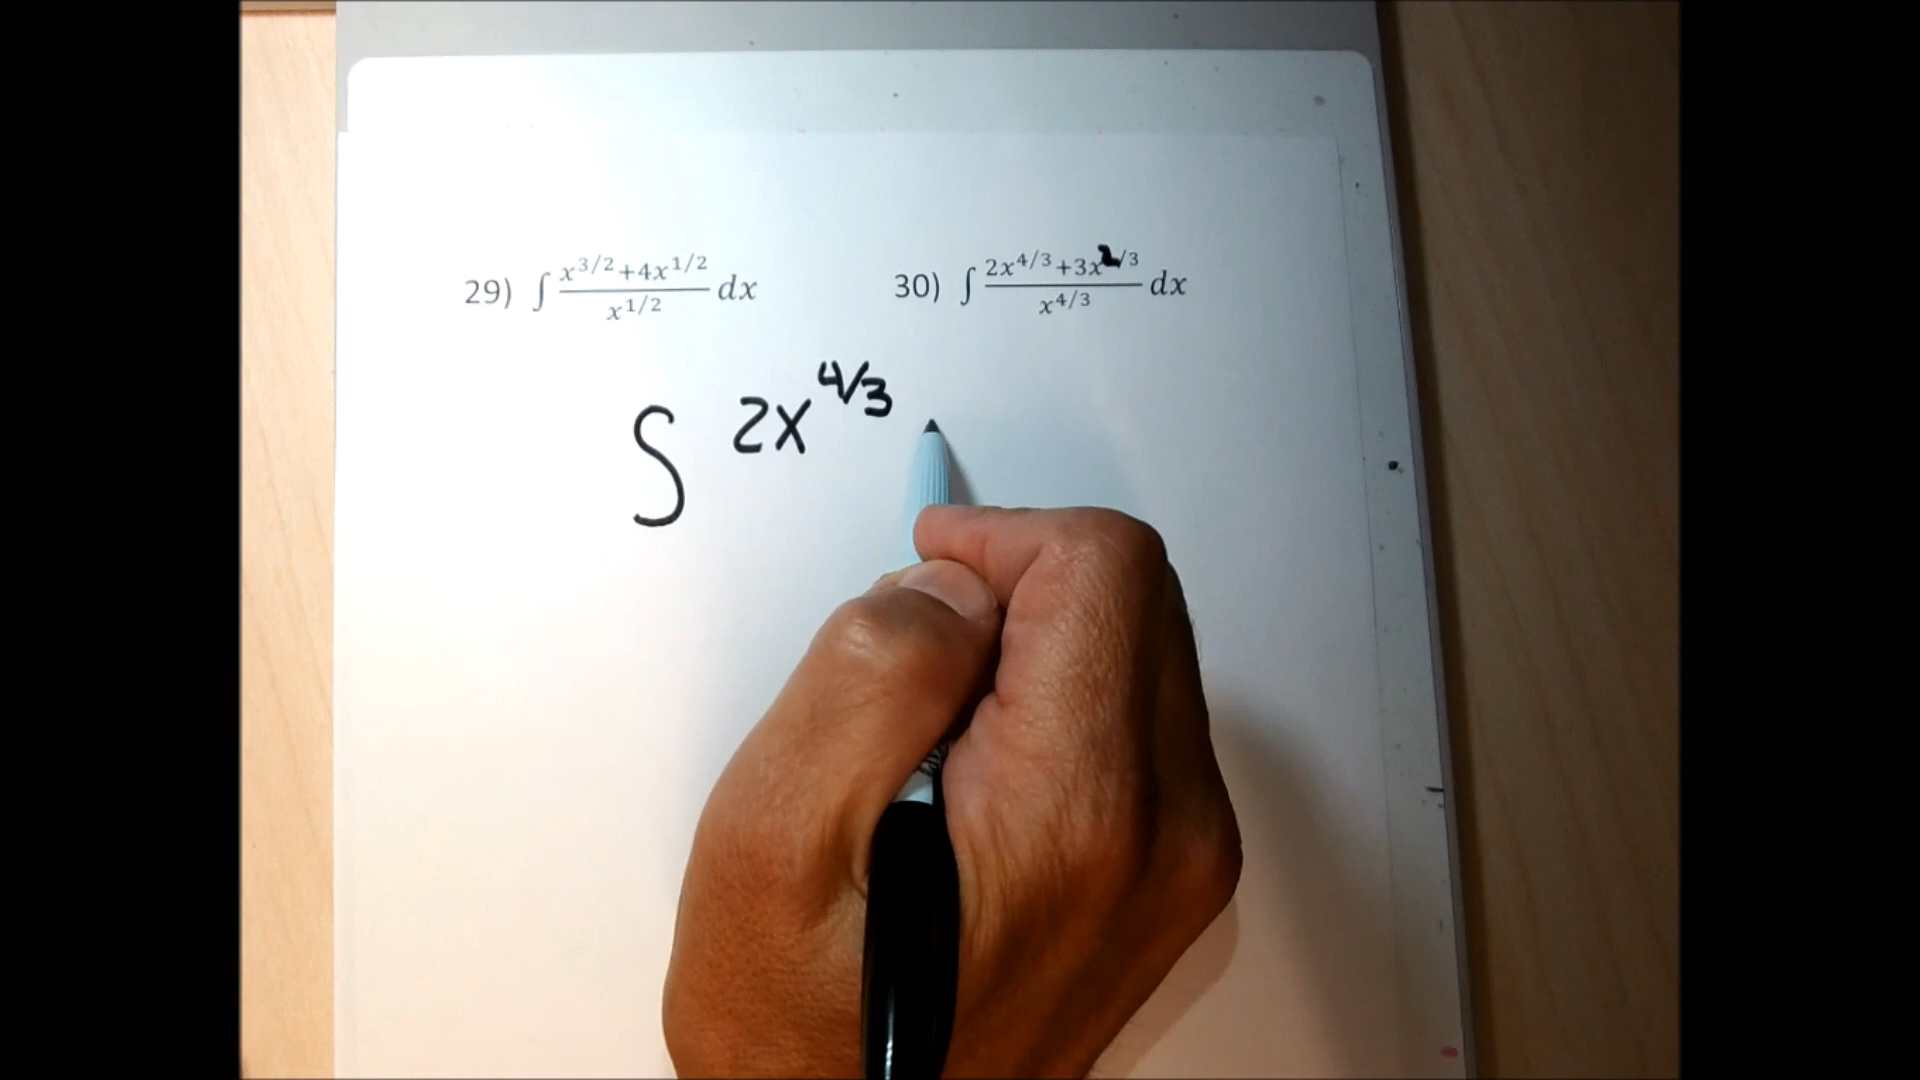 29) ∫ x^{3/2}+4x^{1/2} / x^{1/2} dx 30) ∫ 2x^{4/3}+3x^{2/3} / x^{4/3} dx
∫ 2x^{4/3}